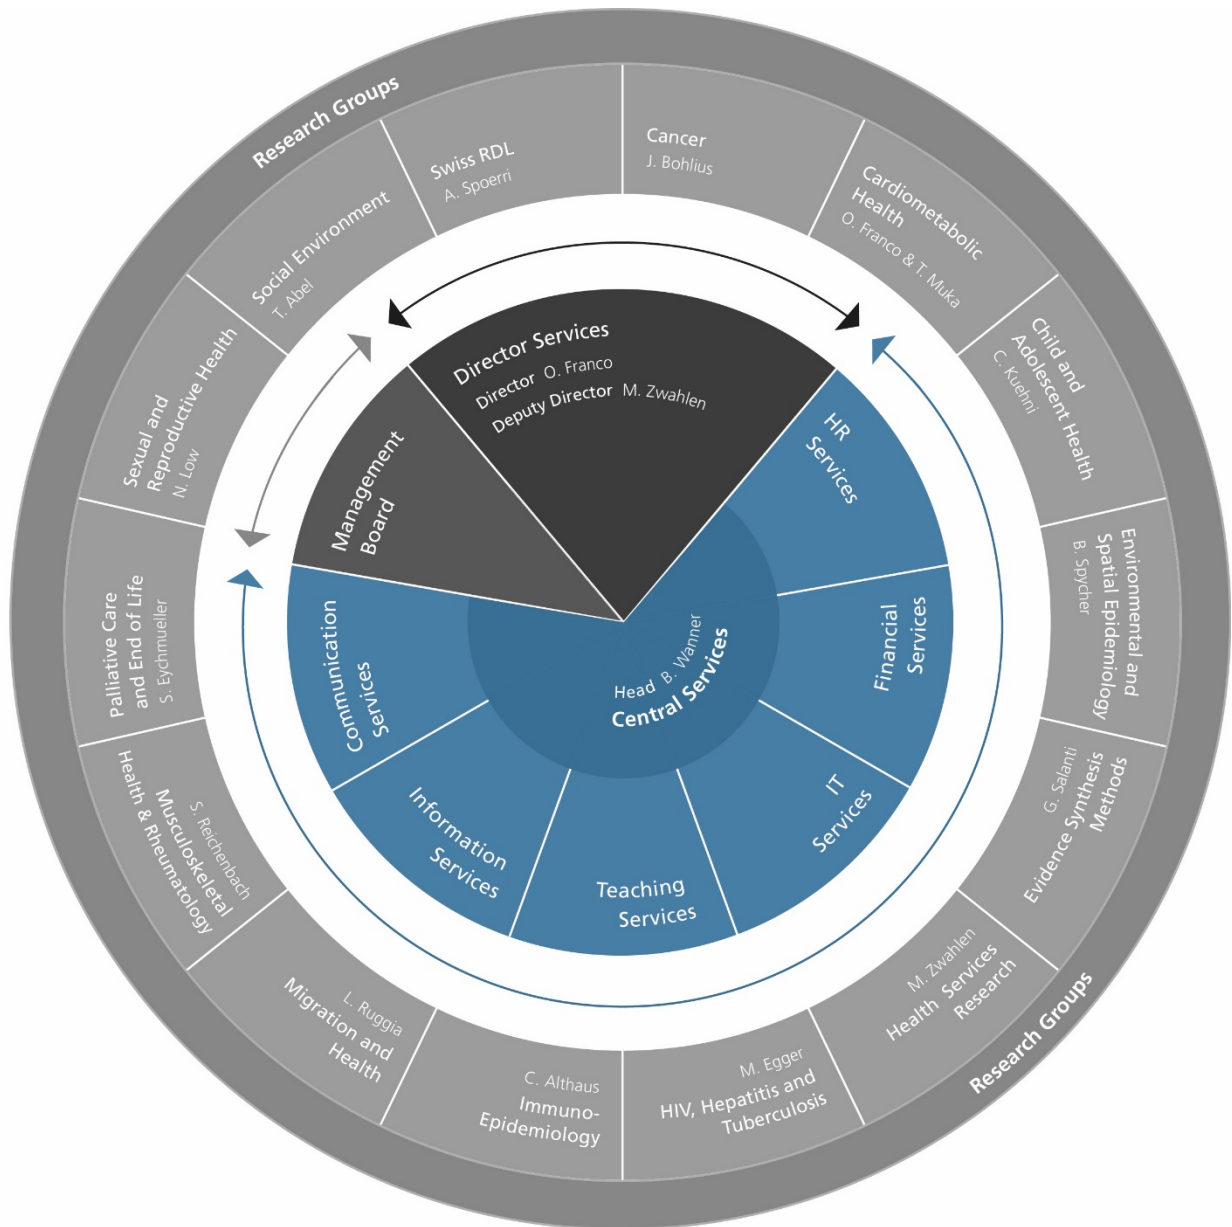 Research Groups
Cancer
J. Bohlius
Cardiometabolic
Health
O. Franco & T. Muka
Child and
Adolescent Health
C. Kuehni
Environmental and
Spatial Epidemiology
B. Spycher
G. Salanti
Evidence Synthesis
Methods
M. Zwahlen
Health Services
Research
Research Groups
M. Egger
HIV, Hepatitis and
Tuberculosis
C. Althaus
Immuno-
Epidemiology
L. Ruggia
Migration and
Health
S. Reichenbach
Musculoskeletal
Health & Rheumatology
Palliative Care
and End of Life
S. Eychmueller
Sexual and
Reproductive Health
N. Low
Social Environment
T. Abel
Swiss RDL
A. Spoerri
Director Services
Director O. Franco
Deputy Director M. Zwahlen
HR
Services
Financial
Services
IT
Services
Teaching
Services
Information
Services
Communication
Services
Management
Board
Head B. Wanner
Central Services